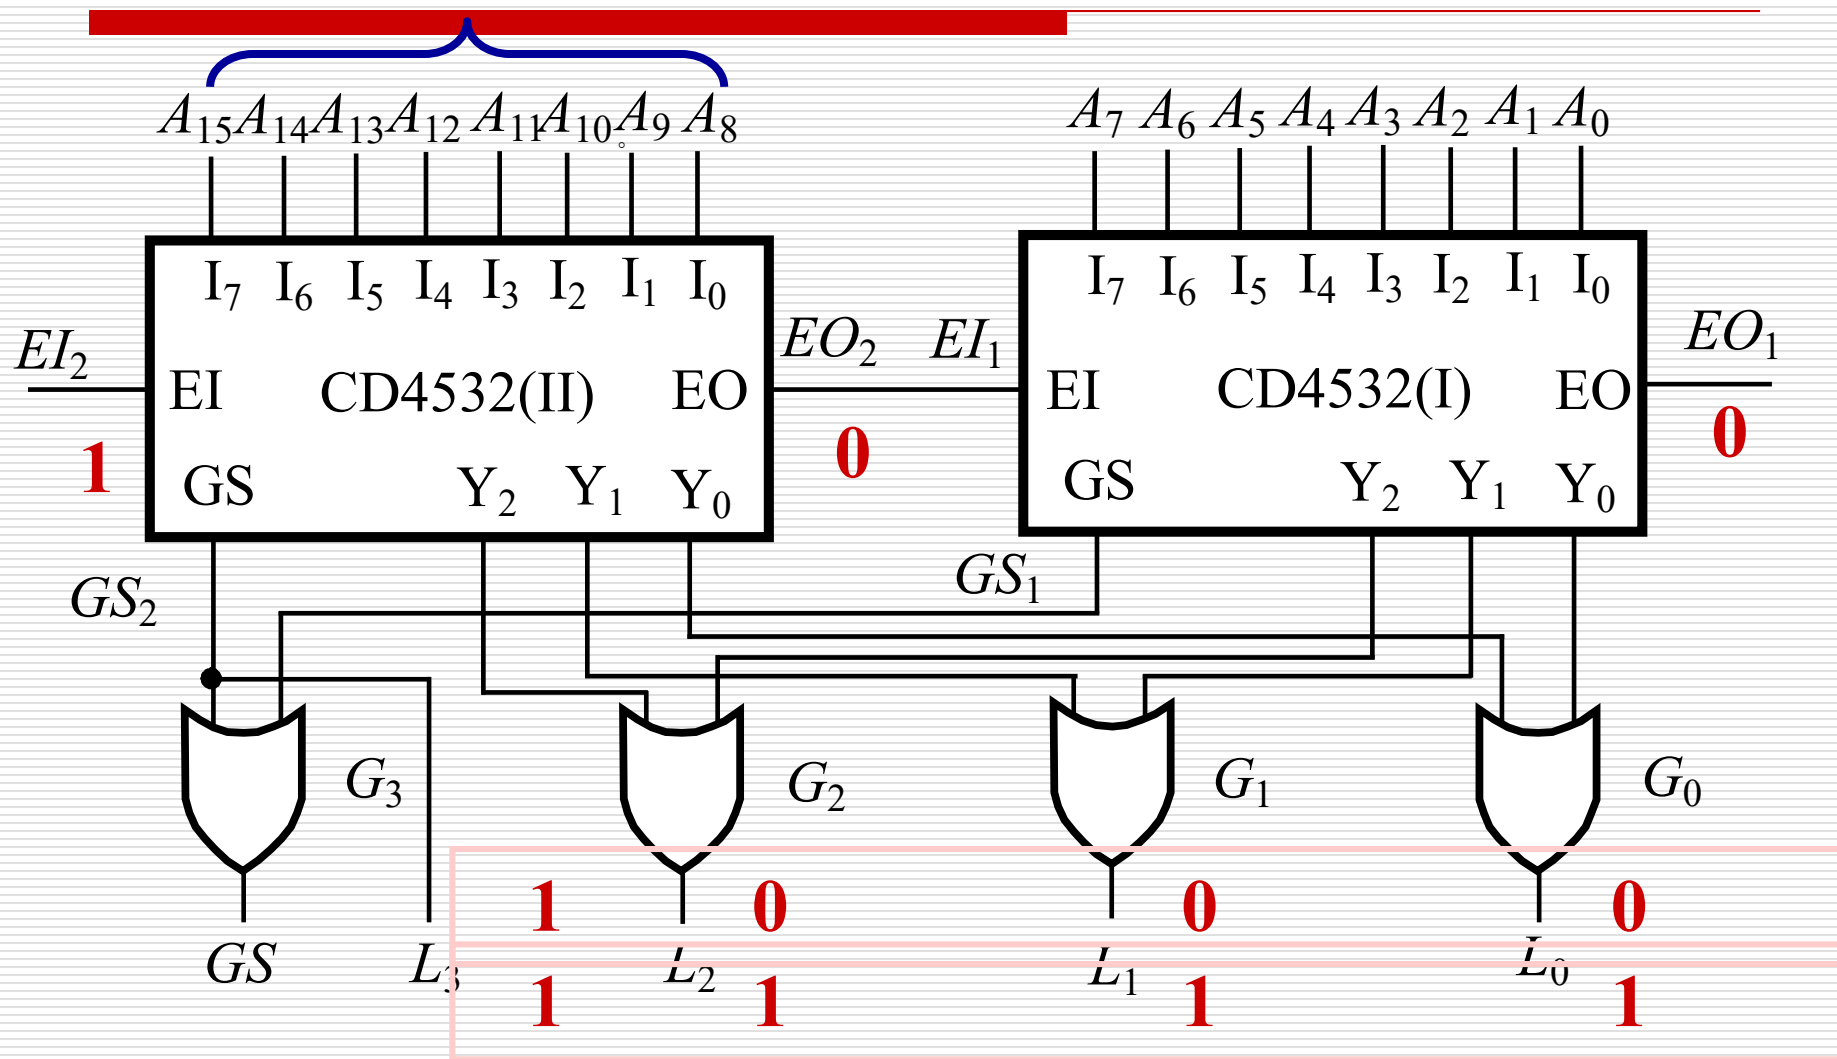 A15 A14 A13 A12 A11 A10 A9 A8 A7 A6 A5 A4 A3 A2 A1 A0
。
I7 I6 I5 I4 I3 I2 I1 I0 I7 I6 I5 I4 I3 I2 I1 I0
EI2 EO2 EI1 EO1
EI CD4532(II) EO EI CD4532(I) EO
1 0 0
GS Y2 Y1 Y0 GS Y2 Y1 Y0
GS2 GS1
G3 G2 G1 G0
1 0 0 0
GS L3 L2 L1 L0
1 1 1 1